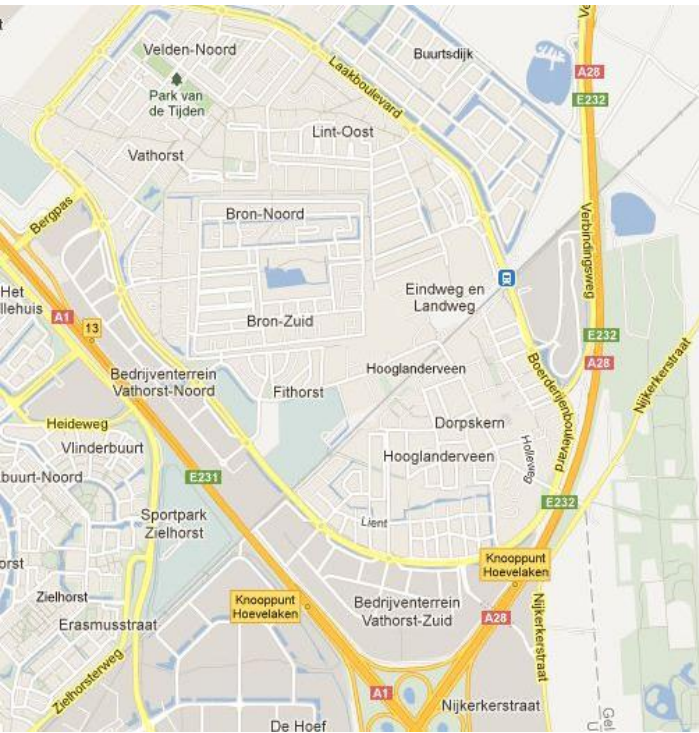 t
Velden-Noord
Buurtsdijk
Laakboulevard
A28
E232
Park van
de Tijden
Lint-Oost
Vathorst
Bergpas
Bron-Noord
Verbindingsweg
Eindweg en
Landweg
Het
llehuis
A1
13
Bron-Zuid
E232
A28
Nijkerkerstraat
Bedrijventerrein
Vathorst-Noord
Hooglanderveen
Boerderijenboulevard
Fithorst
Heideweg
Dorpskern
Vlinderbuurt
Hooglanderveen
Holleweg
buurt-Noord
E231
E232
Sportpark
Zielhorst
Lient
orst
Knooppunt
Hoevelaken
Zielhorst
Knooppunt
Hoevelaken
Bedrijventerrein
Vathorst-Zuid
Nijkerkerstraat
Erasmusstraat
A28
Zielhorsterweg
A1
Nijkerkerstraat
De Hoef
Gel